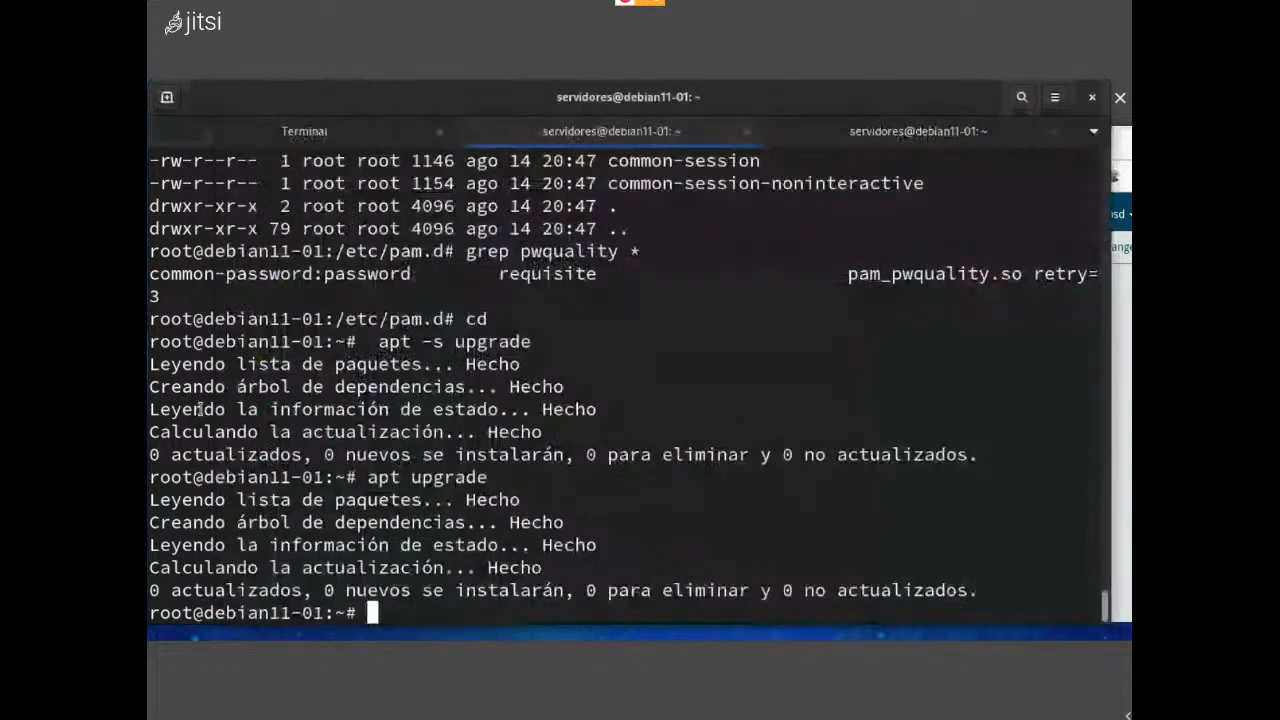 jitsi
servidores@debian11-01: ~
Terminal
servidores@debian11-01: ~
servidores@debian11-01: ~
-rw-r--r--  1 root root 1146 ago 14 20:47 common-session
-rw-r--r--  1 root root 1154 ago 14 20:47 common-session-noninteractive
drwxr-xr-x  2 root root 4096 ago 14 20:47 .
drwxr-xr-x 79 root root 4096 ago 14 20:47 ..
root@debian11-01:/etc/pam.d# grep pwquality *
common-password:password        requisite                       pam_pwquality.so retry=
3
root@debian11-01:/etc/pam.d# cd
root@debian11-01:~#  apt -s upgrade
Leyendo lista de paquetes... Hecho
Creando árbol de dependencias... Hecho
Leyendo la información de estado... Hecho
Calculando la actualización... Hecho
0 actualizados, 0 nuevos se instalarán, 0 para eliminar y 0 no actualizados.
root@debian11-01:~# apt upgrade
Leyendo lista de paquetes... Hecho
Creando árbol de dependencias... Hecho
Leyendo la información de estado... Hecho
Calculando la actualización... Hecho
0 actualizados, 0 nuevos se instalarán, 0 para eliminar y 0 no actualizados.
root@debian11-01:~#